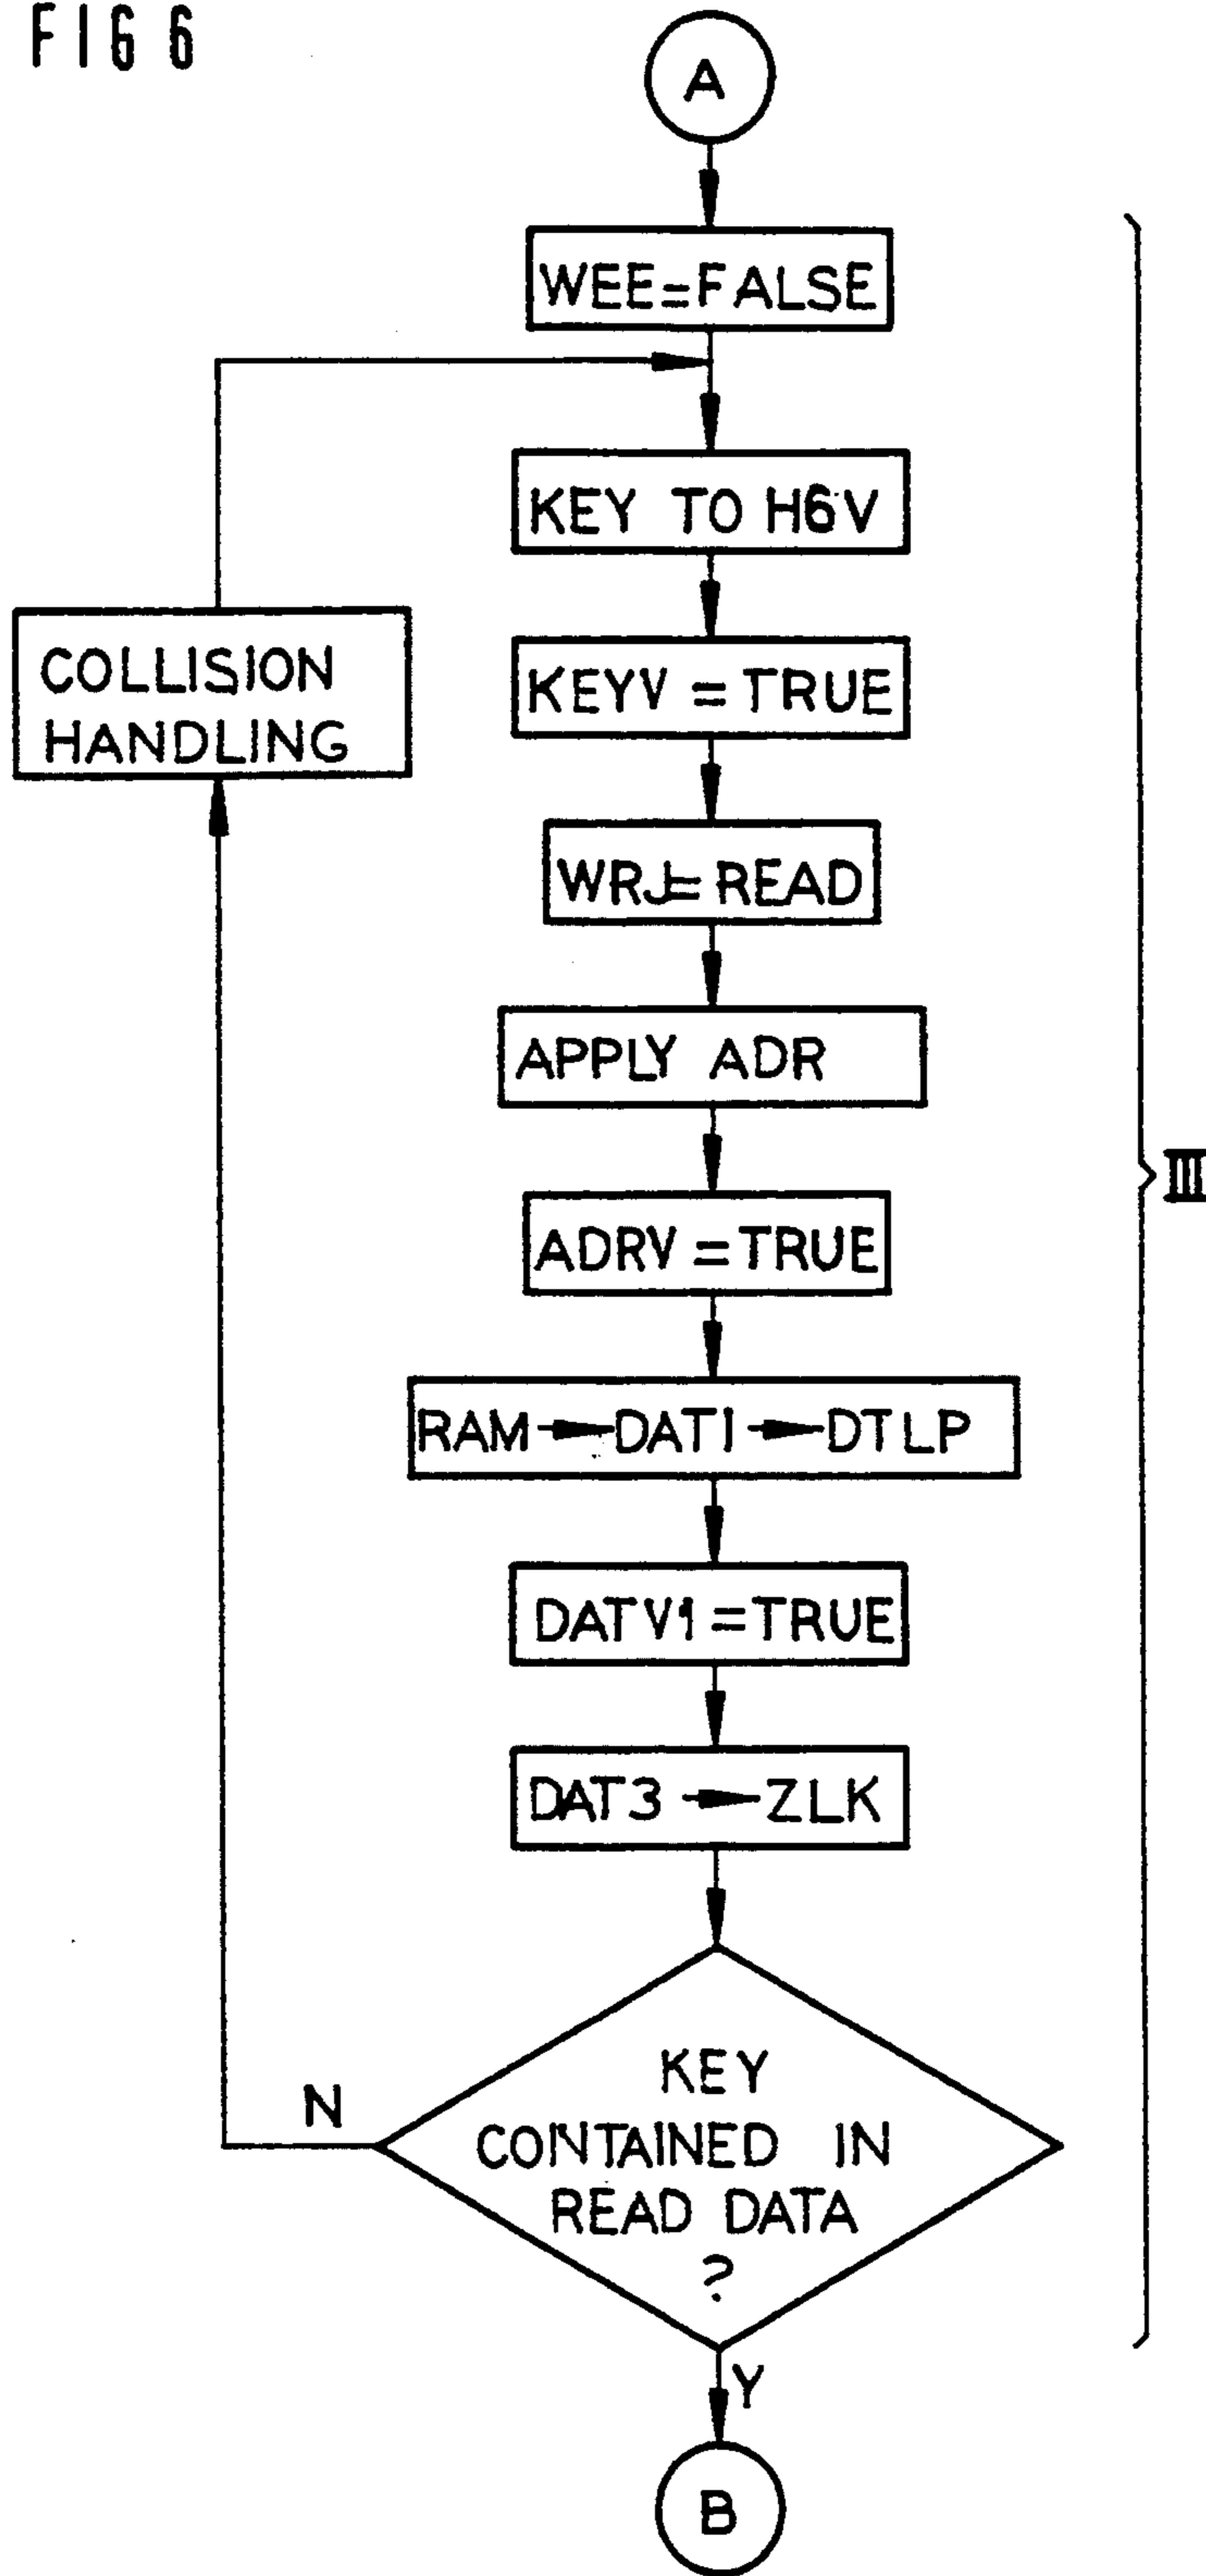 FIG 6
A
WEE=FALSE
KEY TO H6V
COLLISION
HANDLING
KEYV = TRUE
WRJ=READ
APPLY ADR
III
ADRV = TRUE
RAM→DAT1→DTLP
DATV1=TRUE
DAT3→ZLK
N
KEY
CONTAINED IN
READ DATA
?
Y
B